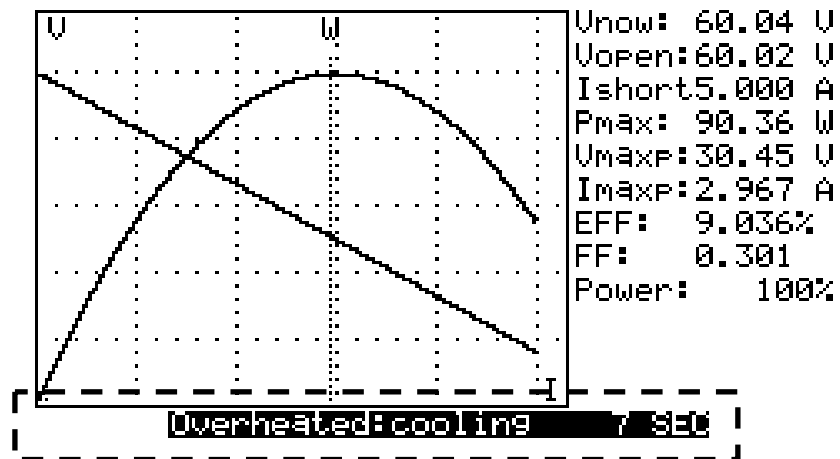 V W
Vnow: 60.04 V
Vopen:60.02 V
Ishort5.000 A
Pmax: 90.36 W
Vmaxp:30.45 V
Imaxp:2.967 A
EFF: 9.036%
FF: 0.301
Power: 100%
I
Overheated:cooling 7 SEC